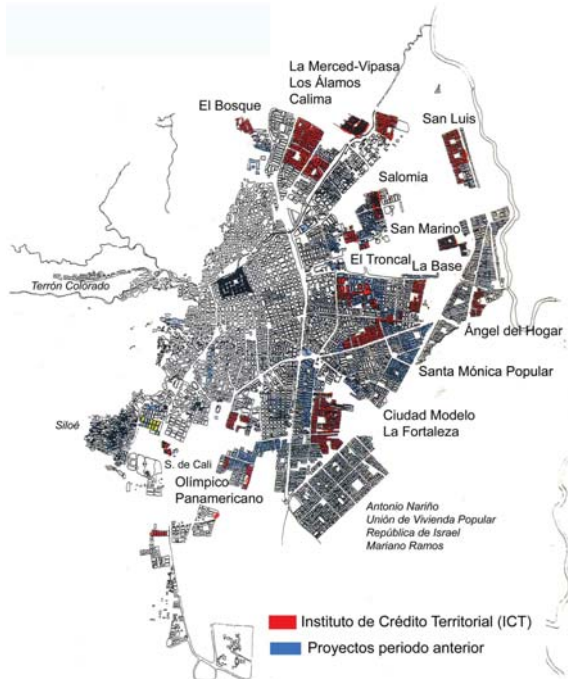 La Merced-Vipasa
Los Álamos
Calima
El Bosque
San Luis
Salomia
San Marino
El Troncal
La Base
Terrón Colorado
Ángel del Hogar
Santa Mónica Popular
Ciudad Modelo
La Fortaleza
Siloé
S. de Cali
Olímpico
Panamericano
Antonio Nariño
Unión de Vivienda Popular
República de Israel
Mariano Ramos
Instituto de Crédito Territorial (ICT)
Proyectos periodo anterior